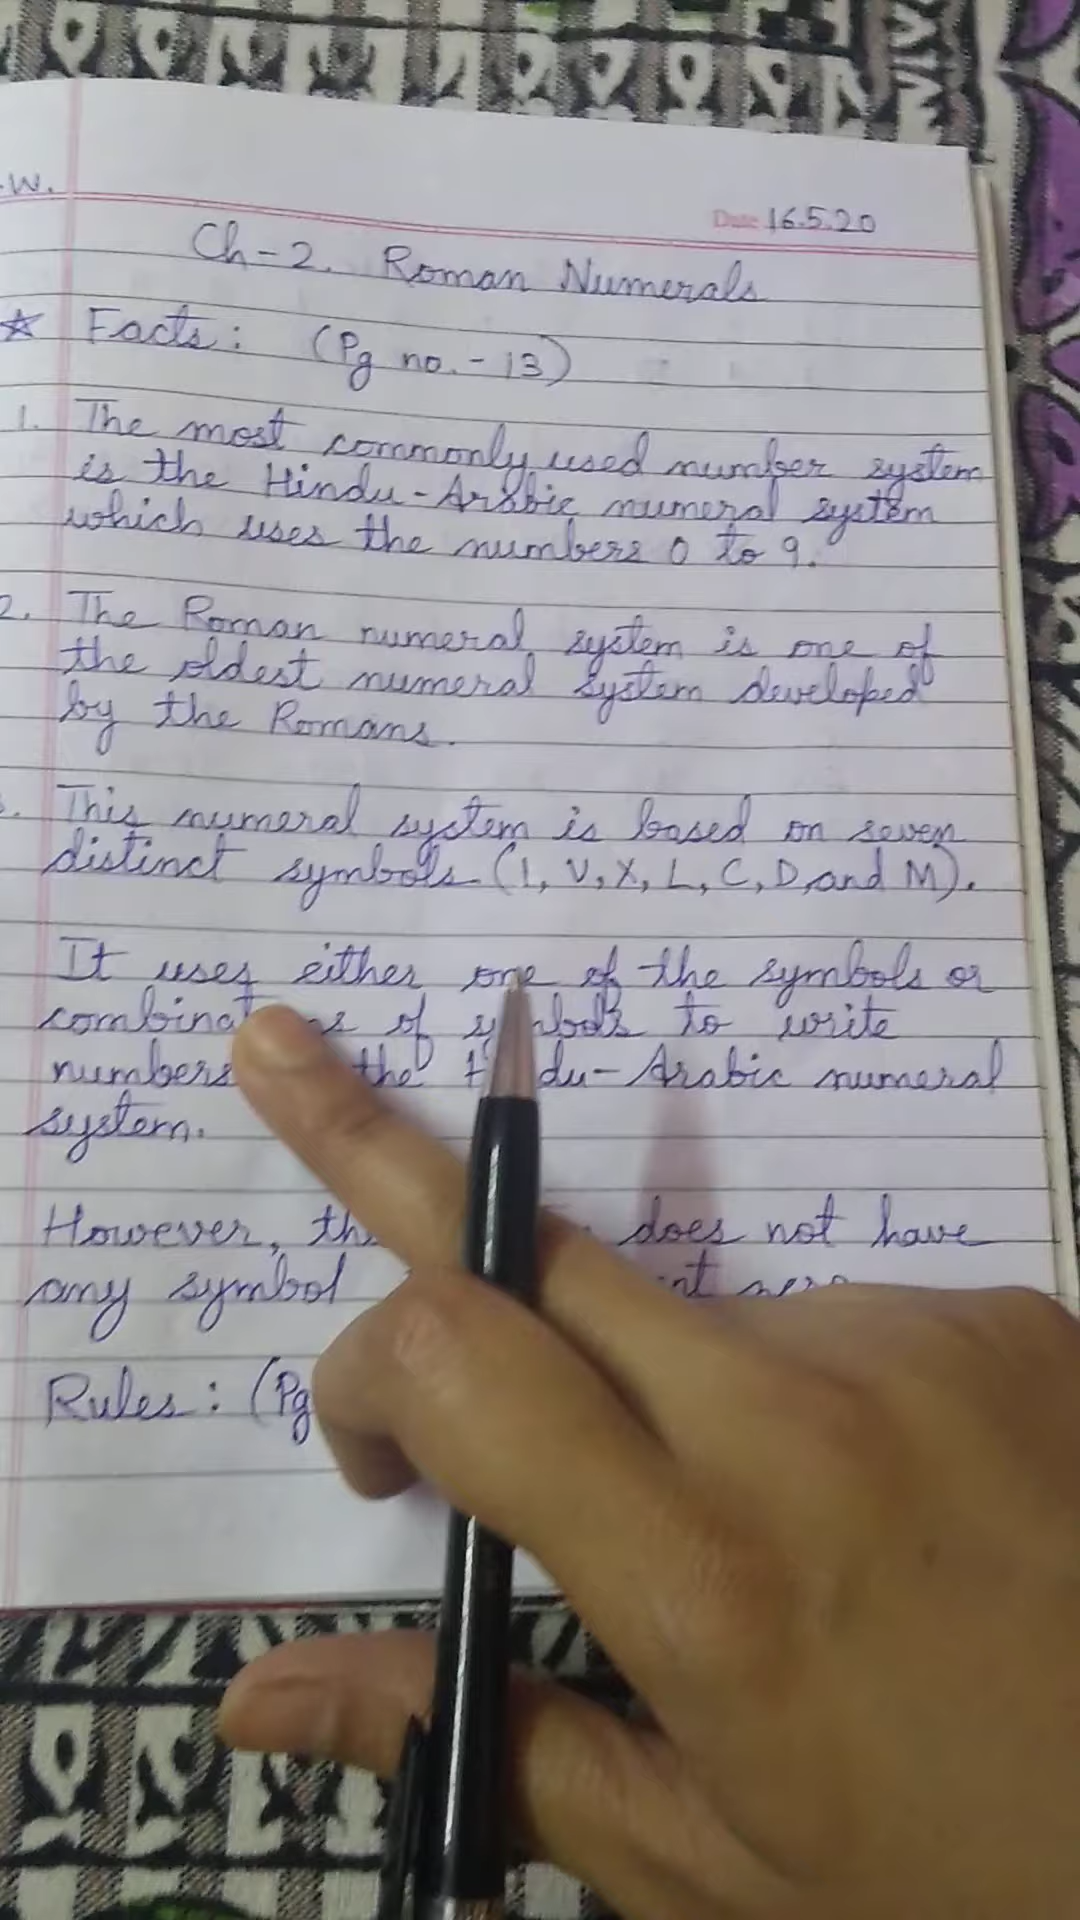 .W.
Date 16.5.20
Ch-2. Roman Numerals
☆ Facts: (Pg no. - 13)
1. The most commonly used number system
is the Hindu-Arabic numeral system
which uses the numbers 0 to 9.
2. The Roman numeral system is one of
the oldest numeral system developed
by the Romans.
. This numeral system is based on seven
distinct symbols (I, V, X, L, C, D, and M).
It uses either one of the symbols or
of symbols to write
numbers the Hindu-Arabic numeral
system.
However, does not have
any symbol
Rules: (Pg